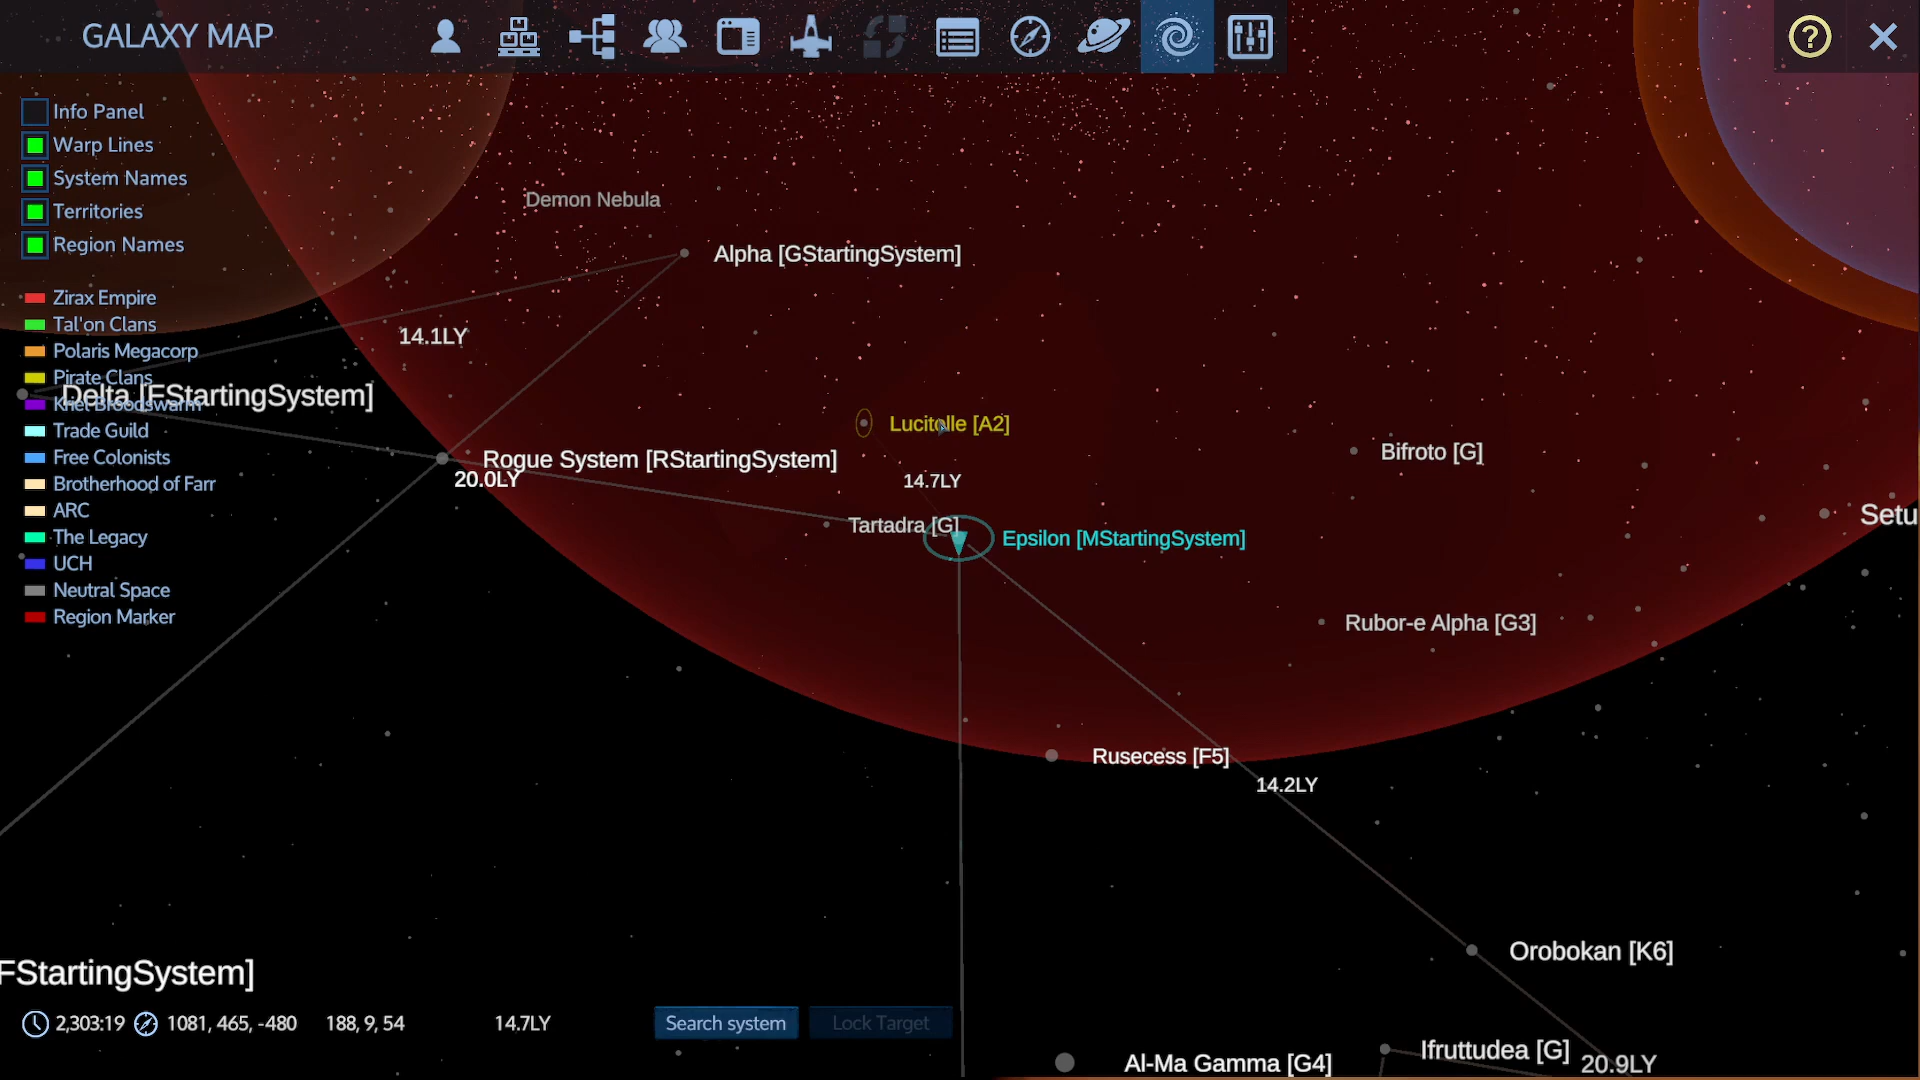 GALAXY MAP
?
Info Panel
Warp Lines
System Names
Territories
Region Names
Zirax Empire
Tal'on Clans
Polaris Megacorp
Pirate Clans
Kriel Broodswarm
Trade Guild
Free Colonists
Brotherhood of Farr
ARC
The Legacy
UCH
Neutral Space
Region Marker
Demon Nebula
Alpha [GStartingSystem]
14.1LY
Delta [FStartingSystem]
Lucitolle [A2]
Rogue System [RStartingSystem]
20.0LY
14.7LY
Bifroto [G]
Tartadra [G]
Epsilon [MStartingSystem]
Setu
Rubor-e Alpha [G3]
Rusecess [F5]
14.2LY
Orobokan [K6]
FStartingSystem]
2,303:19
1081, 465, -480
188, 9, 54
14.7LY
Search system
Lock Target
Al-Ma Gamma [G4]
Ifruttudea [G]
20.9LY